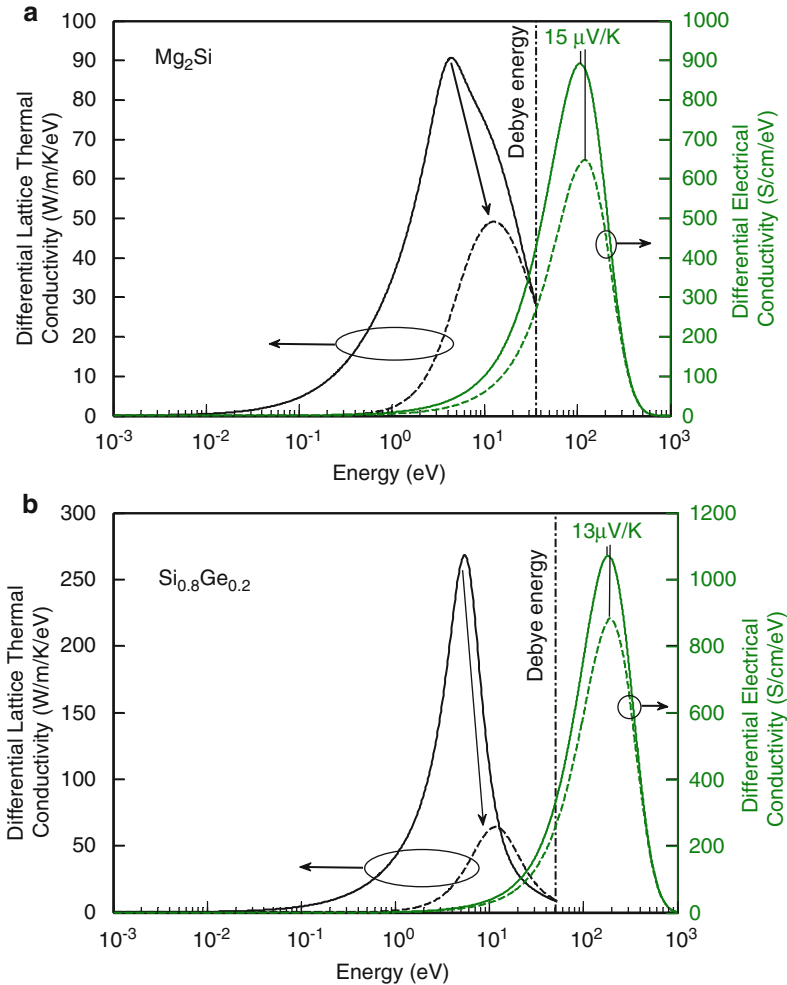 a
Mg₂Si
15 µV/K
Debye energy
100
90
80
70
60
50
40
30
20
10
0
Differential Lattice Thermal
Conductivity (W/m/K/eV)
1000
900
800
700
600
500
400
300
200
100
0
Differential Electrical
Conductivity (S/cm/eV)
10⁻³ 10⁻² 10⁻¹ 10⁰ 10¹ 10² 10³
Energy (eV)
b
Si₀.₈Ge₀.₂
13µV/K
Debye energy
300
250
200
150
100
50
0
Differential Lattice Thermal
Conductivity (W/m/K/eV)
1200
1000
800
600
400
200
0
Differential Electrical
Conductivity (S/cm/eV)
10⁻³ 10⁻² 10⁻¹ 10⁰ 10¹ 10² 10³
Energy (eV)